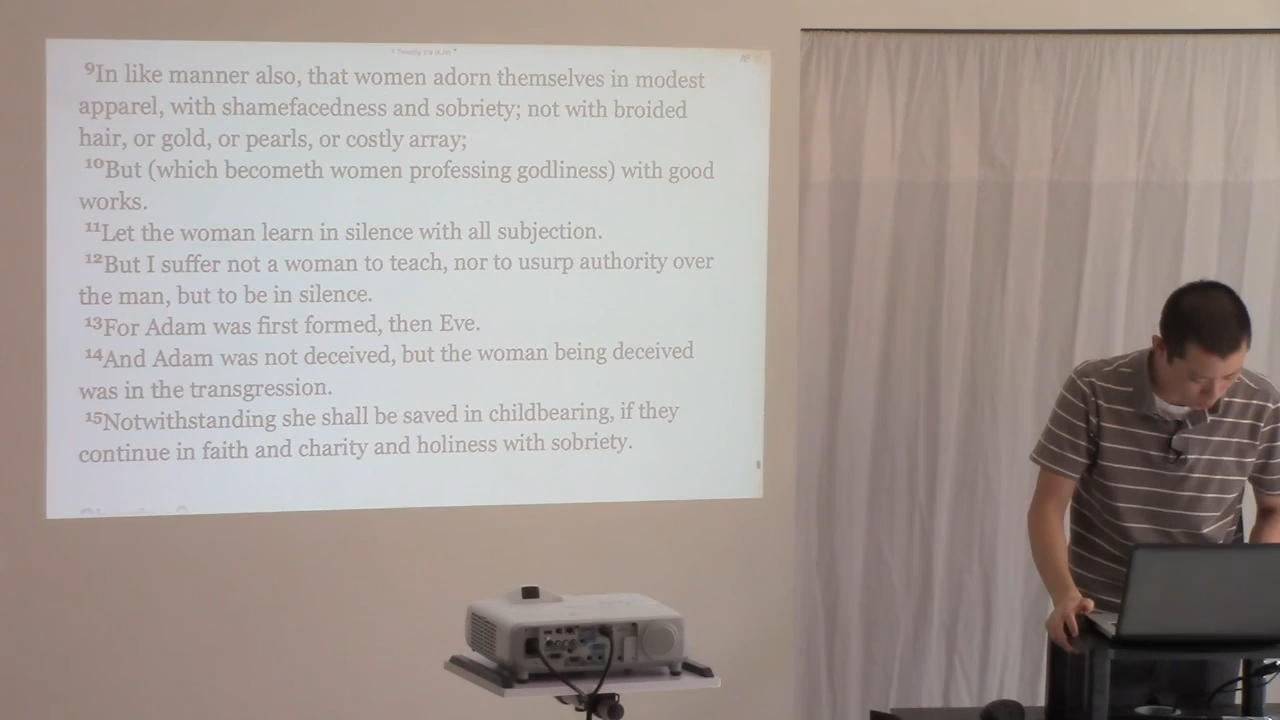 ⁹In like manner also, that women adorn themselves in modest
apparel, with shamefacedness and sobriety; not with broided
hair, or gold, or pearls, or costly array;
¹⁰But (which becometh women professing godliness) with good
works.
¹¹Let the woman learn in silence with all subjection.
¹²But I suffer not a woman to teach, nor to usurp authority over
the man, but to be in silence.
¹³For Adam was first formed, then Eve.
¹⁴And Adam was not deceived, but the woman being deceived
was in the transgression.
¹⁵Notwithstanding she shall be saved in childbearing, if they
continue in faith and charity and holiness with sobriety.